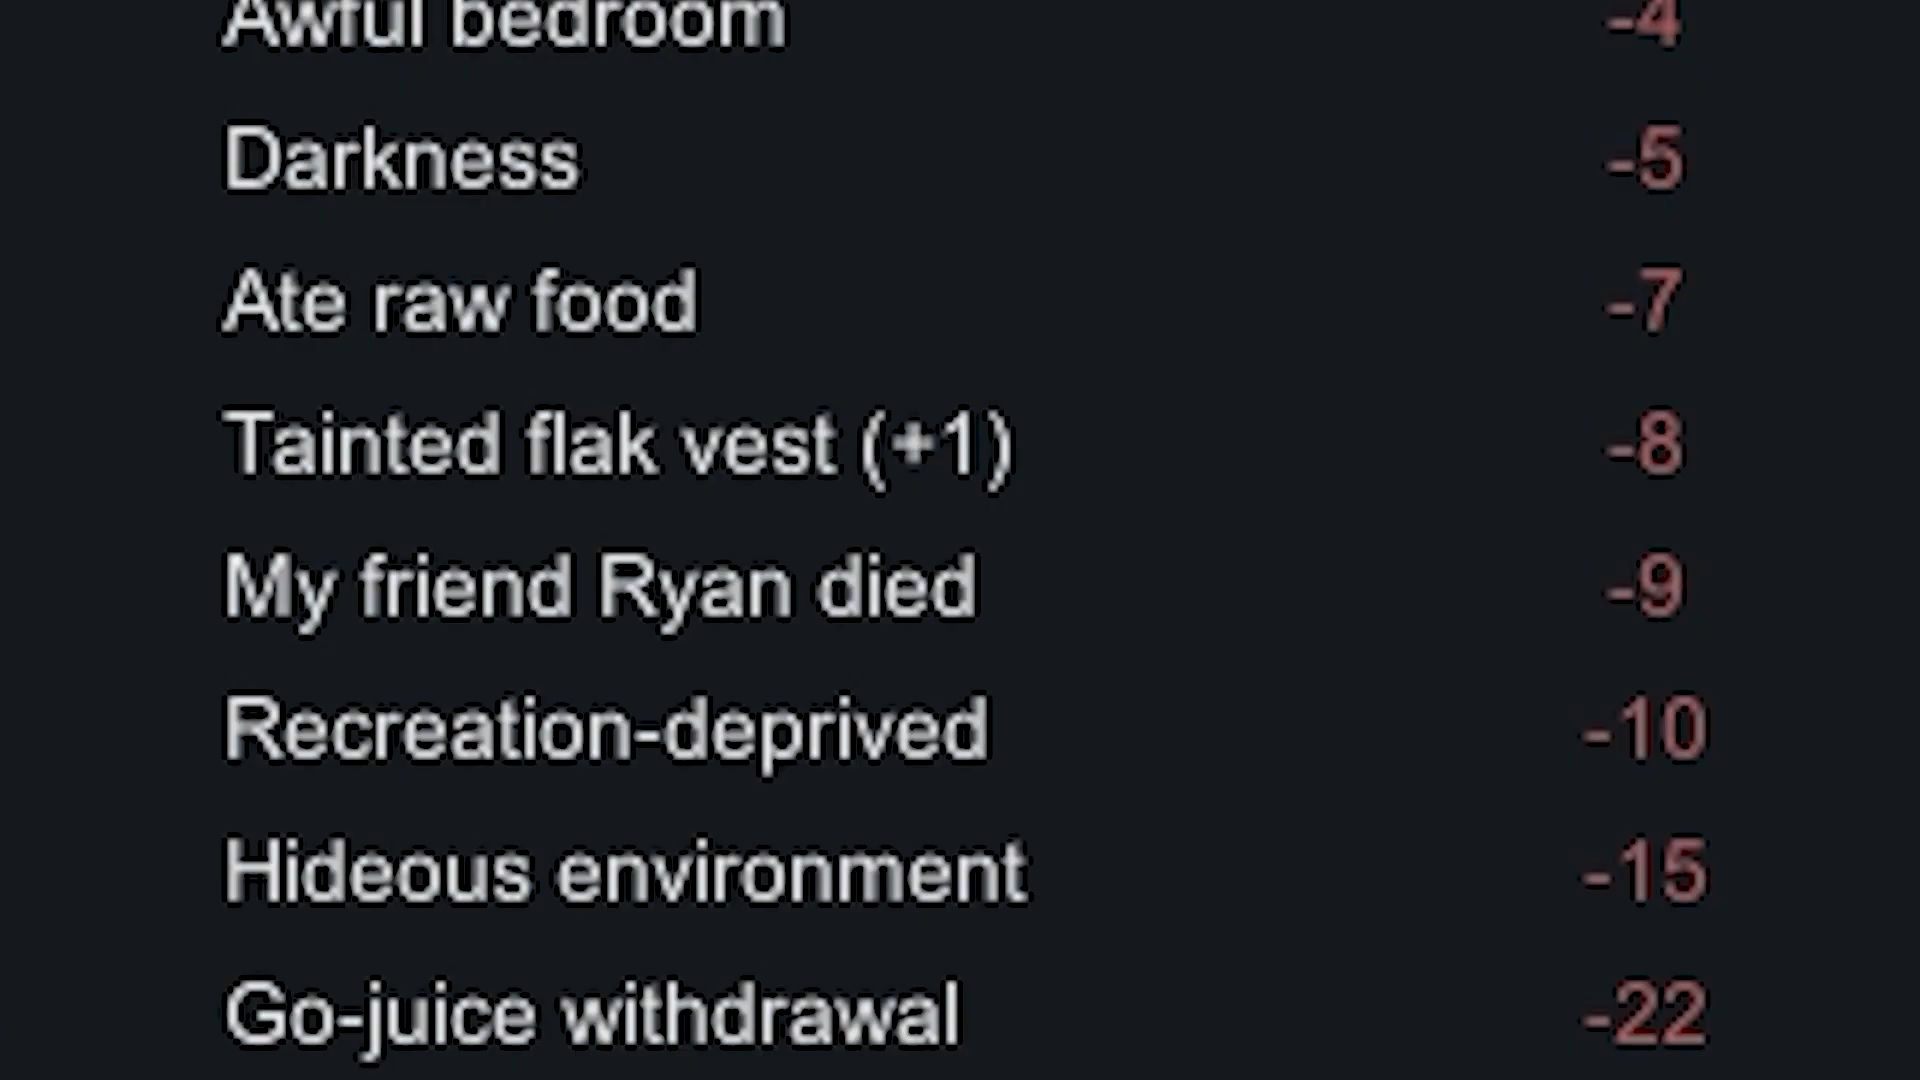 Awful bedroom -4
Darkness -5
Ate raw food -7
Tainted flak vest (+1) -8
My friend Ryan died -9
Recreation-deprived -10
Hideous environment -15
Go-juice withdrawal -22